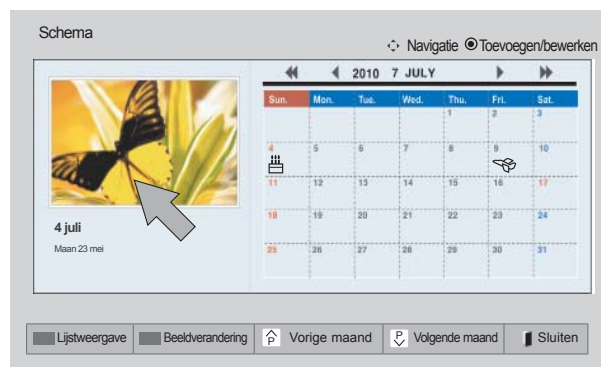 Schema
Navigatie Toevoegen/bewerken
2010 7 JULY
Sun. Mon. Tue. Wed. Thu. Fri. Sat.
1 2 3
4 5 6 7 8 9 10
11 12 13 14 15 16 17
18 19 20 21 22 23 24
25 26 27 28 29 30 31
4 juli
Maan 23 mei
Lijstweergave Beeldverandering P Vorige maand P Volgende maand Sluiten